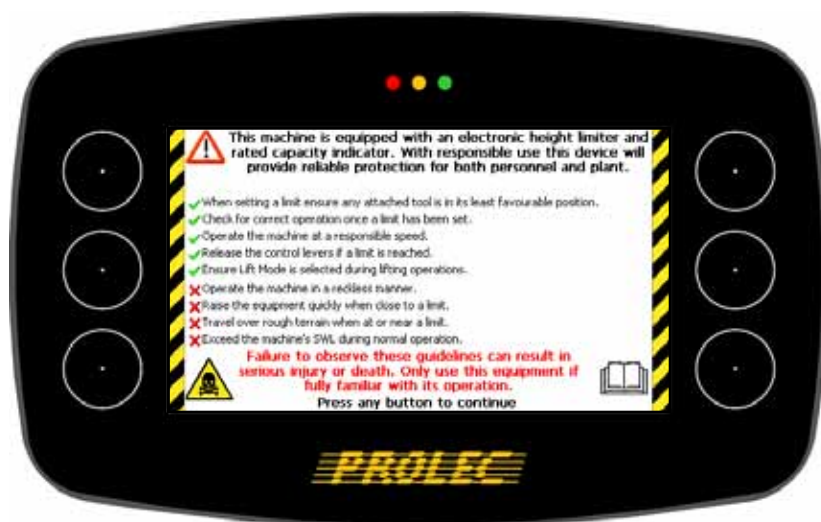 This machine is equipped with an electronic height limiter and
rated capacity indicator. With responsible use this device will
provide reliable protection for both personnel and plant.
When setting a limit ensure any attached tool is in its least favourable position.
Check for correct operation once a limit has been set.
Operate the machine at a responsible speed.
Release the control levers if a limit is reached.
Ensure Lift Mode is selected during lifting operations.
Operate the machine in a reckless manner.
Raise the equipment quickly when close to a limit.
Travel over rough terrain when at or near a limit.
Exceed the machine's SWL during normal operation.
Failure to observe these guidelines can result in
serious injury or death. Only use this equipment if
fully familiar with its operation.
Press any button to continue
PROLEC